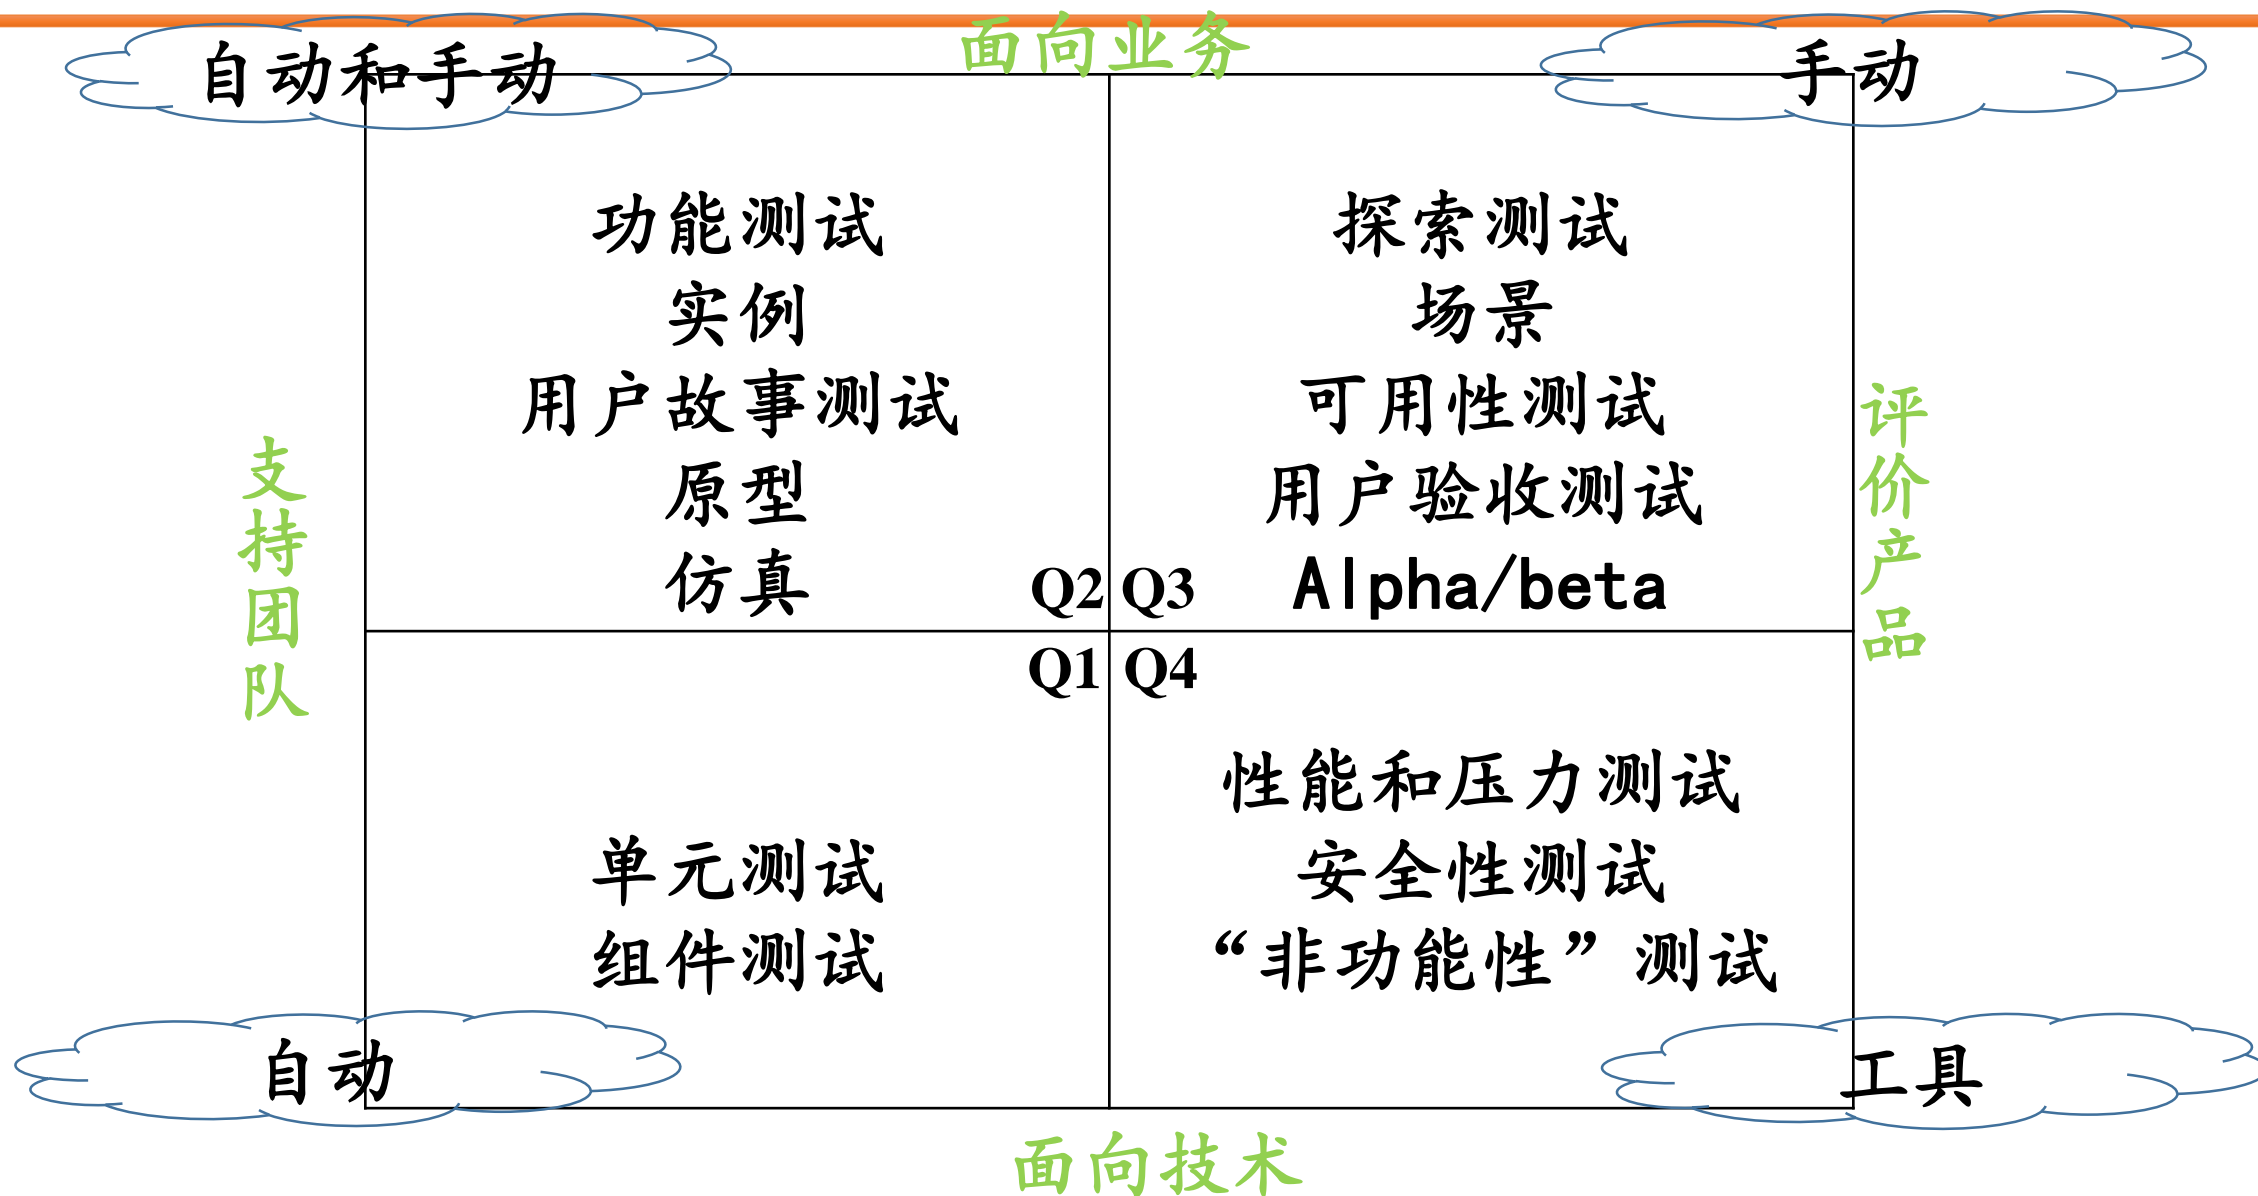 面向业务
自动和手动
手动
功能测试
实例
用户故事测试
原型
仿真
Q2
探索测试
场景
可用性测试
用户验收测试
Alpha/beta
Q3
支持团队
评价产品
Q1
单元测试
组件测试
自动
Q4
性能和压力测试
安全性测试
“非功能性”测试
工具
面向技术